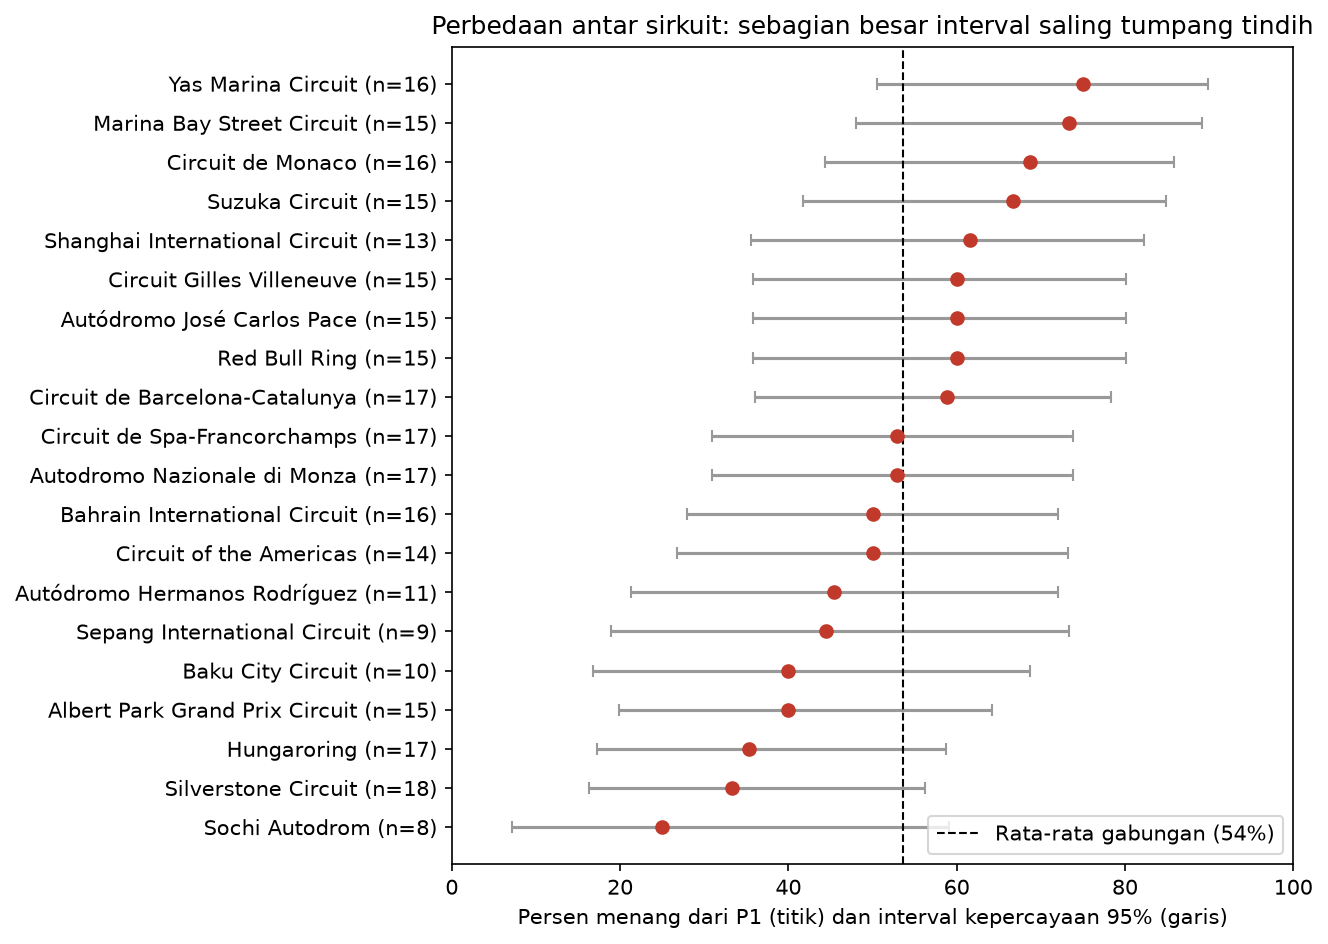 Perbedaan antar sirkuit: sebagian besar interval saling tumpang tindih
Yas Marina Circuit (n=16)
Marina Bay Street Circuit (n=15)
Circuit de Monaco (n=16)
Suzuka Circuit (n=15)
Shanghai International Circuit (n=13)
Circuit Gilles Villeneuve (n=15)
Autódromo José Carlos Pace (n=15)
Red Bull Ring (n=15)
Circuit de Barcelona-Catalunya (n=17)
Circuit de Spa-Francorchamps (n=17)
Autodromo Nazionale di Monza (n=17)
Bahrain International Circuit (n=16)
Circuit of the Americas (n=14)
Autódromo Hermanos Rodríguez (n=11)
Sepang International Circuit (n=9)
Baku City Circuit (n=10)
Albert Park Grand Prix Circuit (n=15)
Hungaroring (n=17)
Silverstone Circuit (n=18)
Sochi Autodrom (n=8)
Rata-rata gabungan (54%)
0 20 40 60 80 100
Persen menang dari P1 (titik) dan interval kepercayaan 95% (garis)